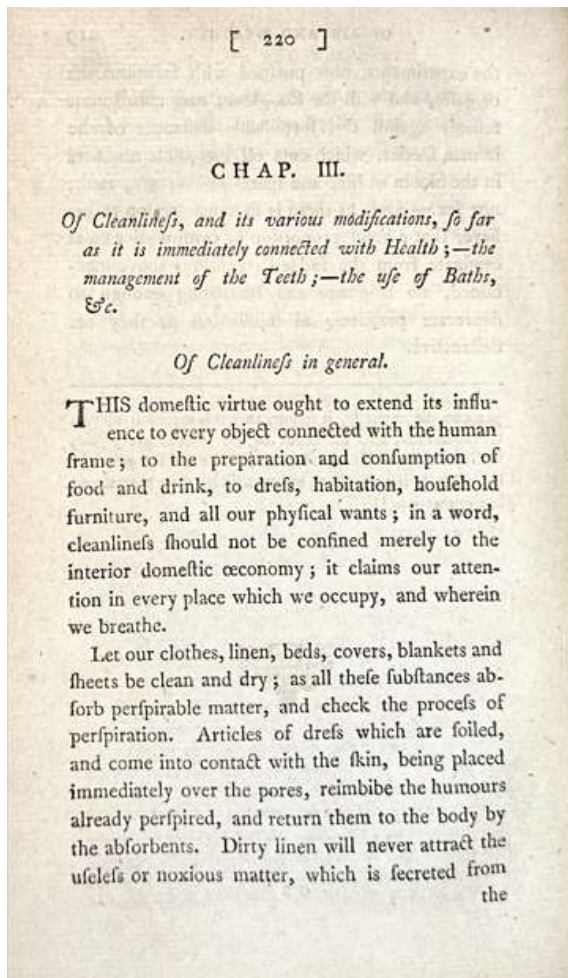 [ 220 ]
CHAP. III.
Of Cleanlineſs, and its various modifications, ſo far
as it is immediately connected with Health ;—the
management of the Teeth ;—the uſe of Baths,
&c.
Of Cleanlineſs in general.
THIS domeſtic virtue ought to extend its influ-
ence to every object connected with the human
frame ; to the preparation and conſumption of
food and drink, to dreſs, habitation, houſehold
furniture, and all our phyſical wants ; in a word,
cleanlineſs ſhould not be confined merely to the
interior domeſtic œconomy ; it claims our atten-
tion in every place which we occupy, and wherein
we breathe.
Let our clothes, linen, beds, covers, blankets and
ſheets be clean and dry ; as all theſe ſubſtances ab-
ſorb perſpirable matter, and check the proceſs of
perſpiration. Articles of dreſs which are ſoiled,
and come into contact with the ſkin, being placed
immediately over the pores, reimbibe the humours
already perſpired, and return them to the body by
the abſorbents. Dirty linen will never attract the
uſeleſs or noxious matter, which is ſecreted from
the